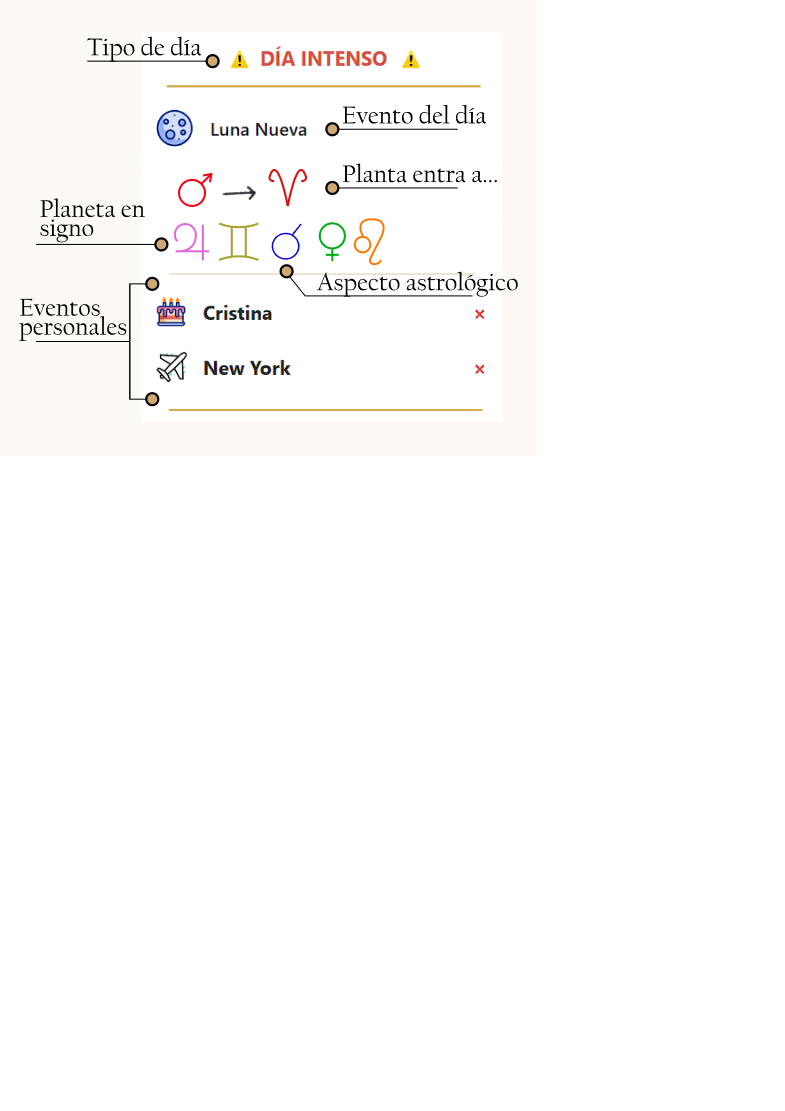 Tipo de día
⚠ DÍA INTENSO ⚠
Luna Nueva
Evento del día
Planta entra a...
♂ → ♈
Planeta en
signo
♃ ♊ ☌ ♀ ♌
Aspecto astrológico
Eventos
personales
Cristina ×
New York ×